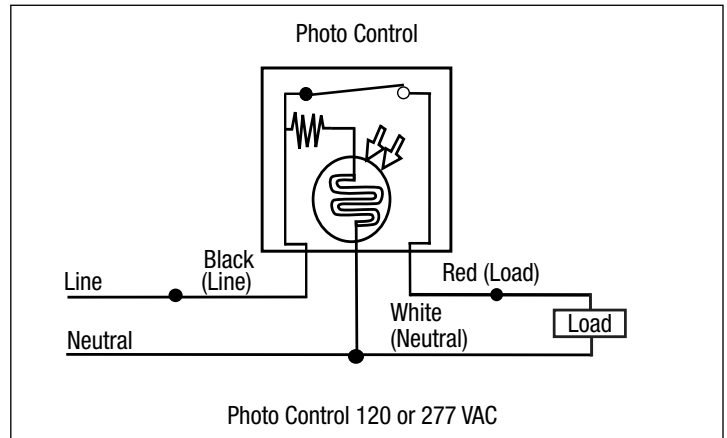 Photo Control
Black
(Line)
Line
Red (Load)
White
(Neutral)
Load
Neutral
Photo Control 120 or 277 VAC